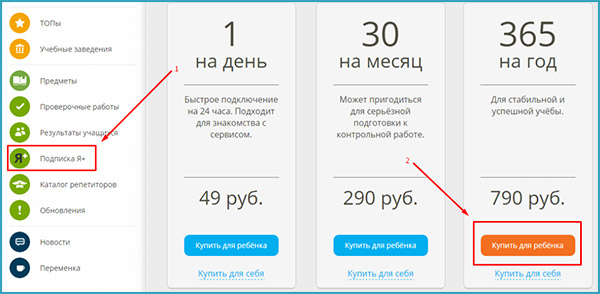 ТОПы
Учебные заведения
Предметы
Проверочные работы
Результаты учащихся
Я+
Подписка Я+
Каталог репетиторов
Обновления
Новости
Переменка
1
2
1
на день
Быстрое подключение
на 24 часа. Подходит
для знакомства с
сервисом.
49 руб.
Купить для ребёнка
Купить для себя
30
на месяц
Может пригодиться
для серьёзной
подготовки к
контрольной работе.
290 руб.
Купить для ребёнка
Купить для себя
365
на год
Для стабильной и
успешной учёбы.
790 руб.
Купить для ребёнка
Купить для себя